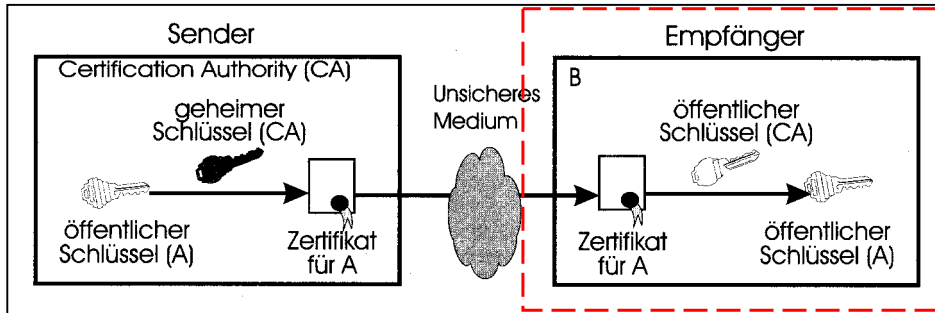 Sender
Certification Authority (CA)
geheimer
Schlüssel (CA)
öffentlicher
Schlüssel (A)
Zertifikat
für A
Unsicheres
Medium
Empfänger
B
öffentlicher
Schlüssel (CA)
Zertifikat
für A
öffentlicher
Schlüssel (A)